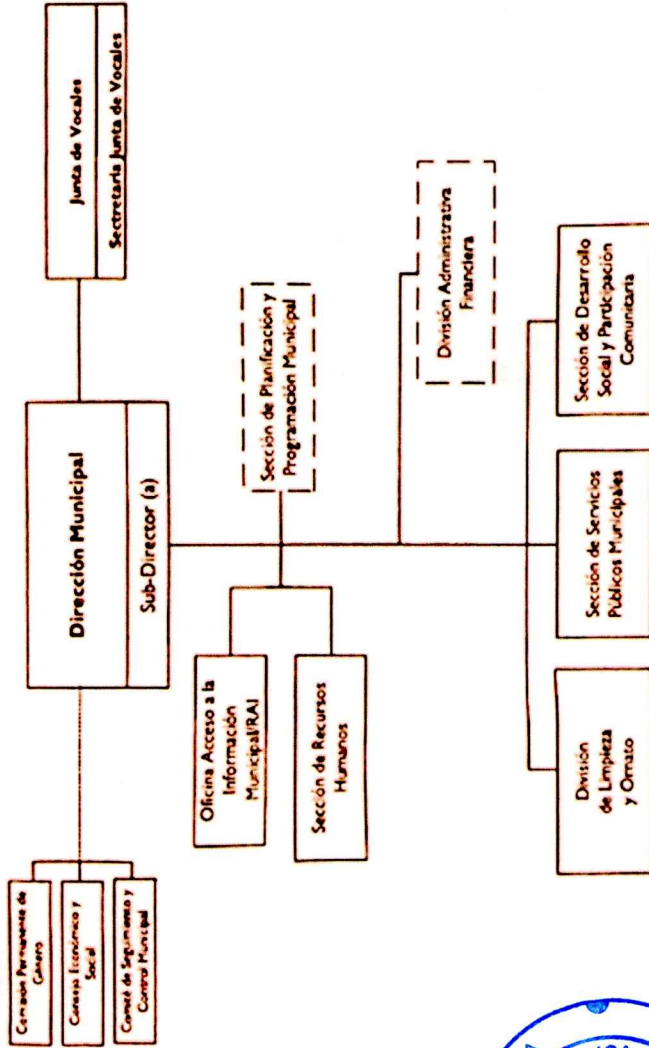 Comisión Permanente de
Género
Consejo Económico y
Social
Comité de Seguimiento y
Control Municipal
Dirección Municipal
Sub-Director (a)
Junta de Vocales
Sectretaría Junta de Vocales
Oficina Acceso a la
Información
Municipal/RAI
Sección de Recursos
Humanos
Sección de Planificación y
Programación Municipal
División Administrativa
Financiera
División
de Limpieza
y Ornato
Sección de Servicios
Públicos Municipales
Sección de Desarrollo
Social y Participación
Comunitaria